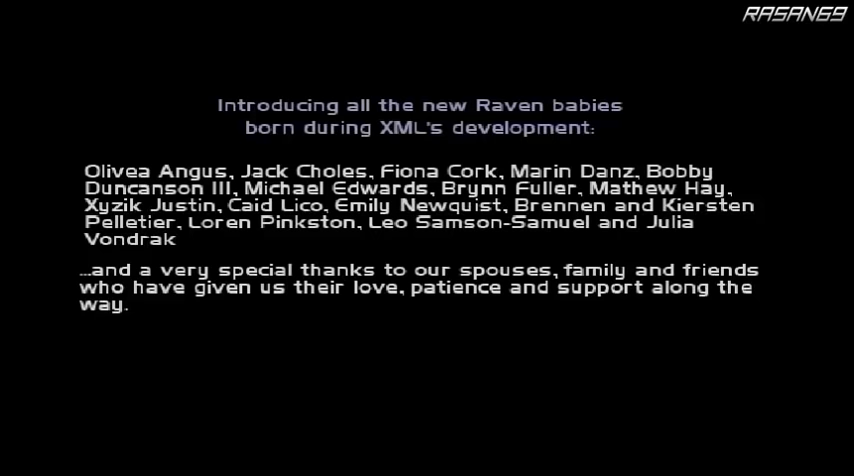 RASAN69
Introducing all the new Raven babies
born during XML's development:
Olivea Angus, Jack Choles, Fiona Cork, Marin Danz, Bobby
Duncanson III, Michael Edwards, Brynn Fuller, Mathew Hay,
Xyzik Justin, Caid Lico, Emily Newquist, Brennen and Kiersten
Pelletier, Loren Pinkston, Leo Samson-Samuel and Julia
Vondrak
...and a very special thanks to our spouses, family and friends
who have given us their love, patience and support along the
way.